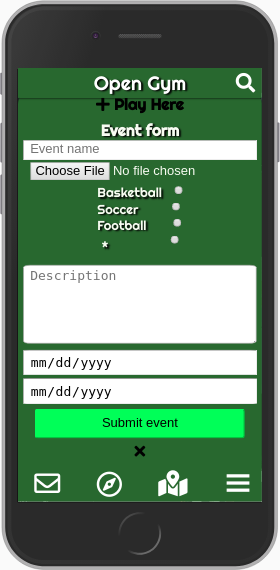 Open Gym
+ Play Here
Event form
Event name
Choose File No file chosen
Basketball
Soccer
Football
*
Description
mm/dd/yyyy
mm/dd/yyyy
Submit event
×